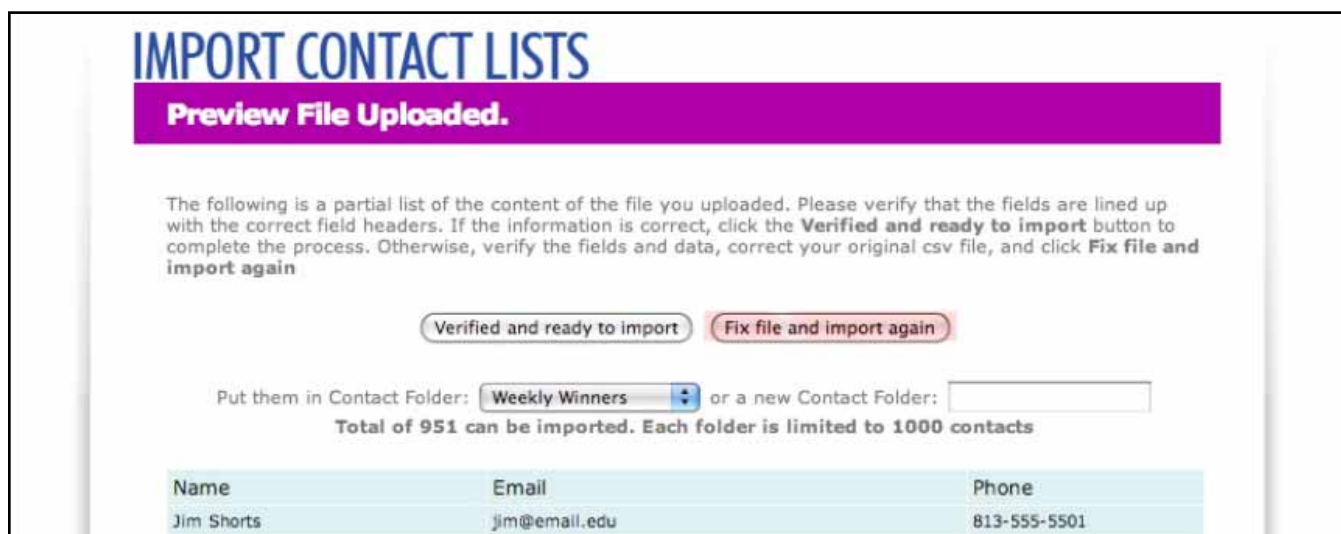 IMPORT CONTACT LISTS
Preview File Uploaded.
The following is a partial list of the content of the file you uploaded. Please verify that the fields are lined up
with the correct field headers. If the information is correct, click the Verified and ready to import button to
complete the process. Otherwise, verify the fields and data, correct your original csv file, and click Fix file and
import again
Verified and ready to import Fix file and import again
Put them in Contact Folder: Weekly Winners or a new Contact Folder:
Total of 951 can be imported. Each folder is limited to 1000 contacts
Name Email Phone
Jim Shorts jim@email.edu 813-555-5501